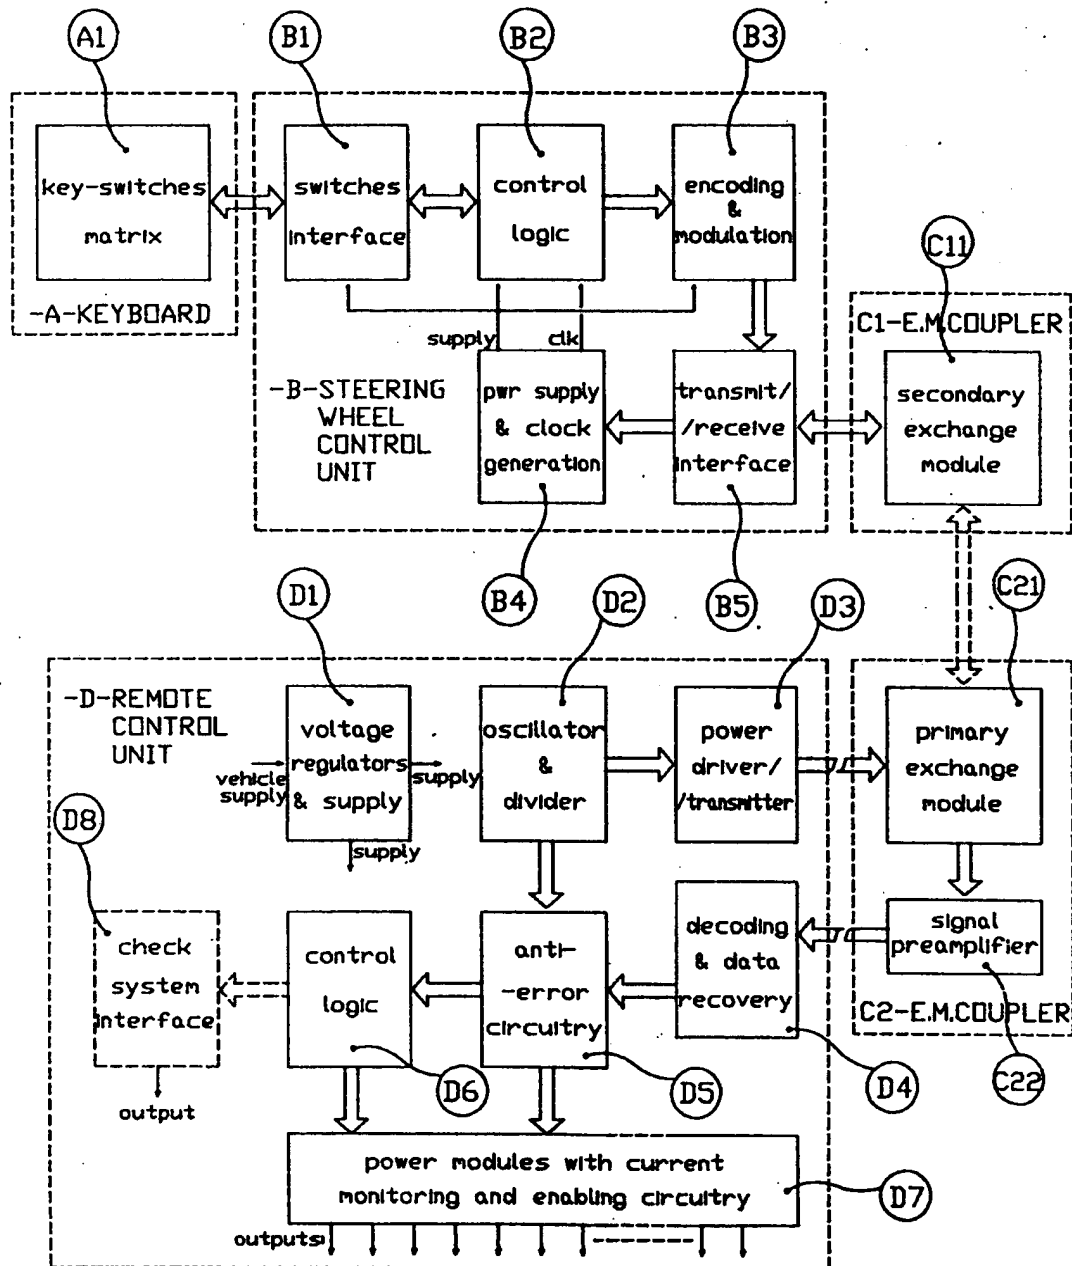 A1
B1
B2
B3
key-switches
matrix
switches
interface
control
logic
encoding
&
modulation
C11
-A-KEYBOARD
supply
clk
C1-E.M.COUPLER
-B-STEERING
WHEEL
CONTROL
UNIT
pwr supply
& clock
generation
transmit/
/receive
interface
secondary
exchange
module
D1
B4
D2
B5
D3
C21
-D-REMOTE
CONTROL
UNIT
vehicle
supply
voltage
regulators
& supply
supply
supply
oscillator
&
divider
power
driver/
/transmitter
primary
exchange
module
D8
check
system
interface
output
control
logic
anti-
-error
circuitry
decoding
& data
recovery
signal
preamplifier
C2-E.M.COUPLER
D6
D5
D4
C22
power modules with current
monitoring and enabling circuitry
D7
outputs: